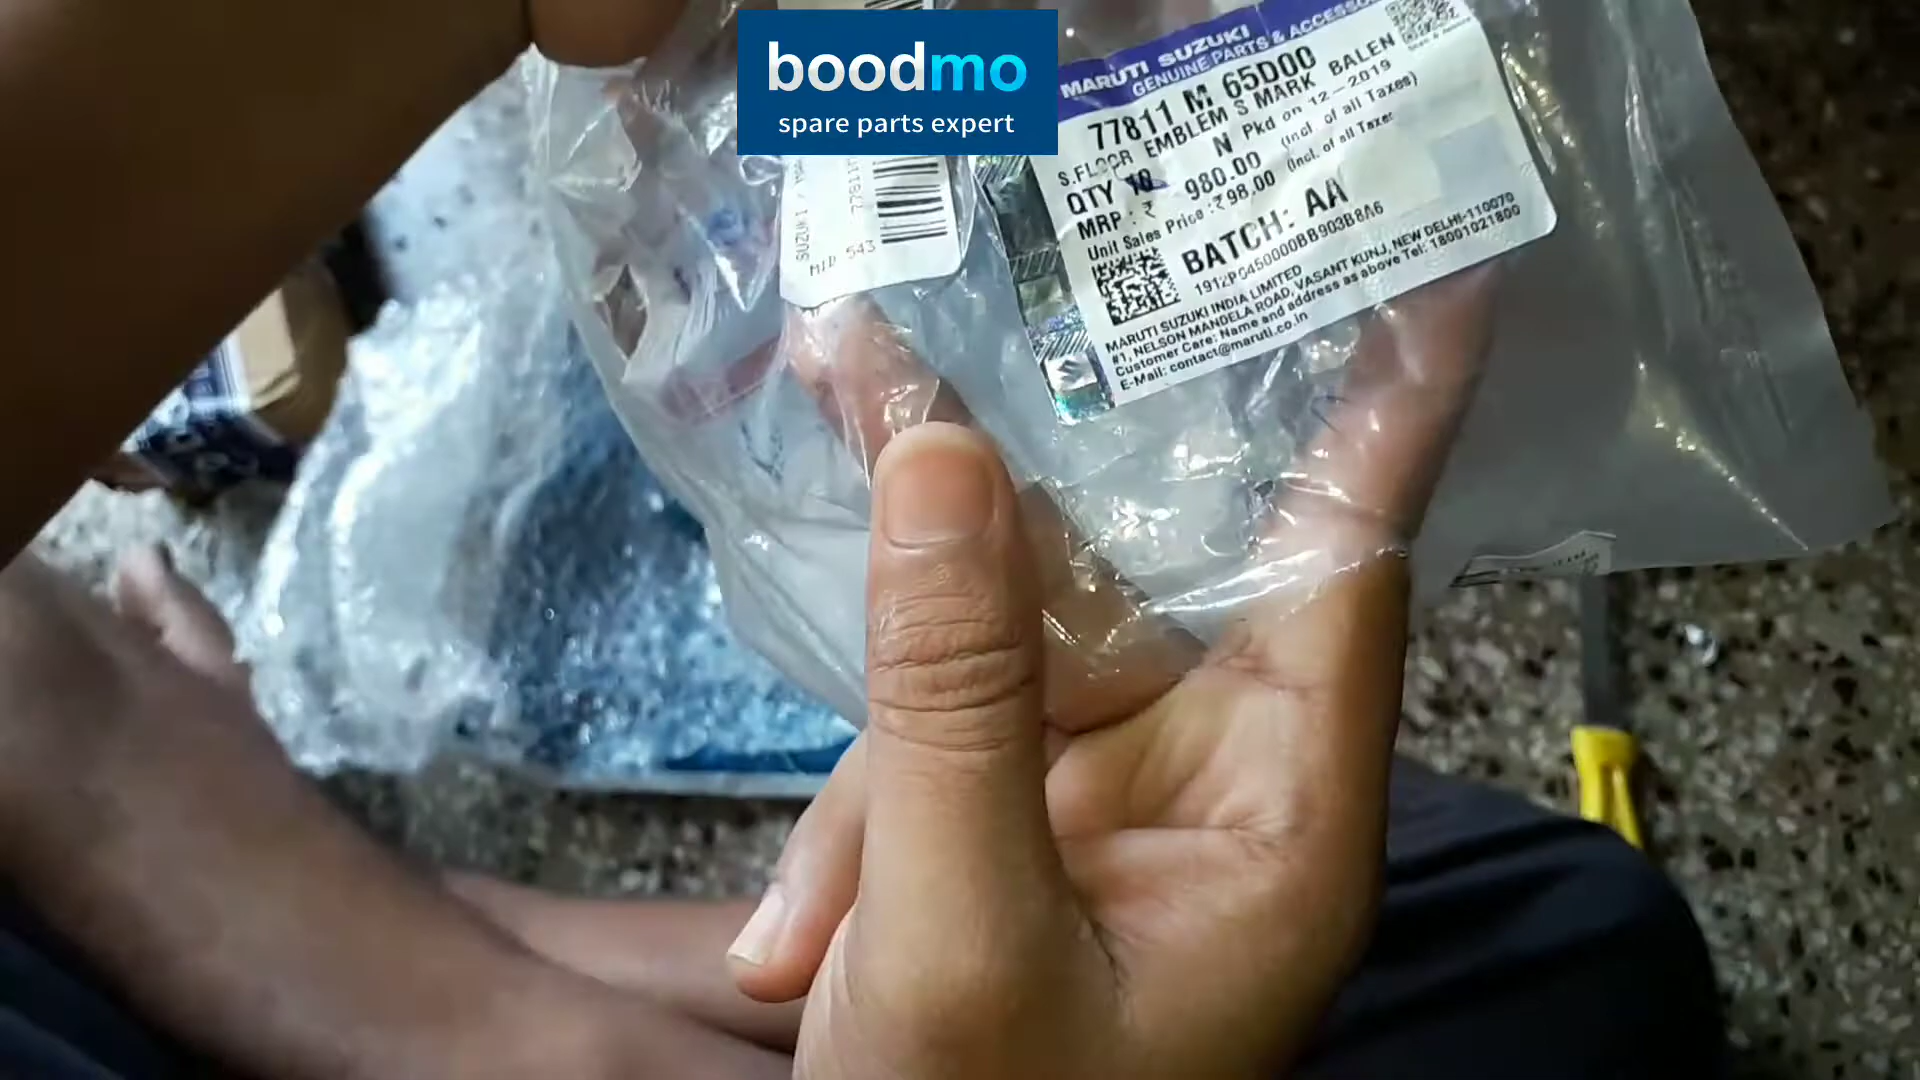 boodmo
spare parts expert
MARUTI SUZUKI
GENUINE PARTS & ACCESSO
77811 M 65D00
S.FLOOR EMBLEM S MARK BALEN
N Pkd on 12-2019
QTY 10
MRP : ₹ 980.00 (Incl. of all Taxes)
Unit Sales Price :₹ 98.00 (Incl. of all Taxes
BATCH: AA
MARUTI SUZUKI INDIA LIMITED
#1, NELSON MANDELA ROAD, VASANT KUNJ, NEW DELHI-110070
Customer Care: Name and address as above Tel: 18001021800
E-Mail: contact@maruti.co.in
SUZUKI
543